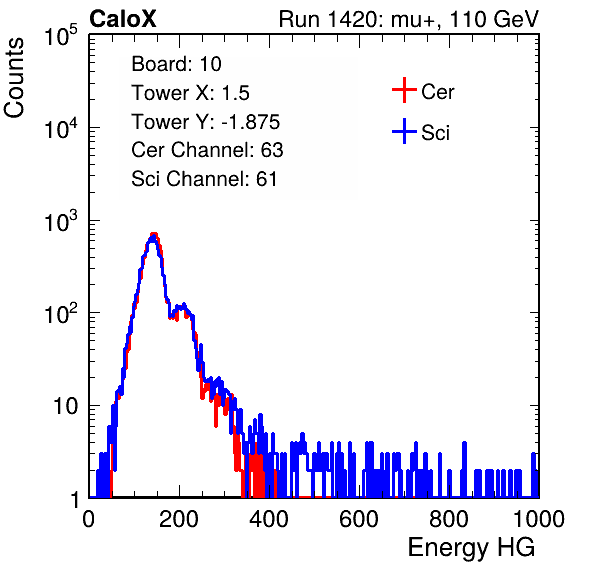 CaloX Run 1420: mu+, 110 GeV
Counts
10^5
10^4
10^3
10^2
10
1
Board: 10
Tower X: 1.5
Tower Y: -1.875
Cer Channel: 63
Sci Channel: 61
Cer
Sci
0 200 400 600 800 1000
Energy HG